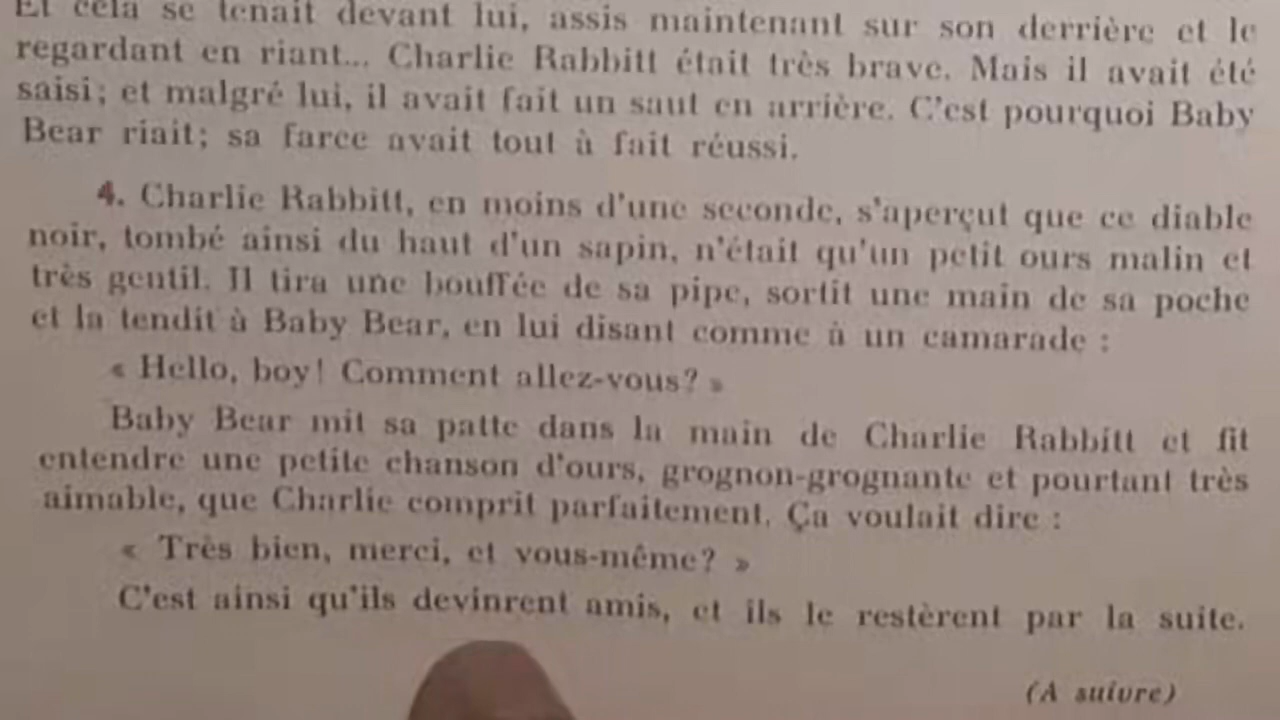 Et cela se tenait devant lui, assis maintenant sur son derrière et le
regardant en riant... Charlie Rabbitt était très brave. Mais il avait été
saisi; et malgré lui, il avait fait un saut en arrière. C'est pourquoi Baby
Bear riait; sa farce avait tout à fait réussi.
4. Charlie Rabbitt, en moins d'une seconde, s'aperçut que ce diable
noir, tombé ainsi du haut d'un sapin, n'était qu'un petit ours malin et
très gentil. Il tira une bouffée de sa pipe, sortit une main de sa poche
et la tendit à Baby Bear, en lui disant comme à un camarade :
« Hello, boy! Comment allez-vous? »
Baby Bear mit sa patte dans la main de Charlie Rabbitt et fit
entendre une petite chanson d'ours, grognon-grognante et pourtant très
aimable, que Charlie comprit parfaitement. Ça voulait dire :
« Très bien, merci, et vous-même? »
C'est ainsi qu'ils devinrent amis, et ils le restèrent par la suite.
(A suivre)